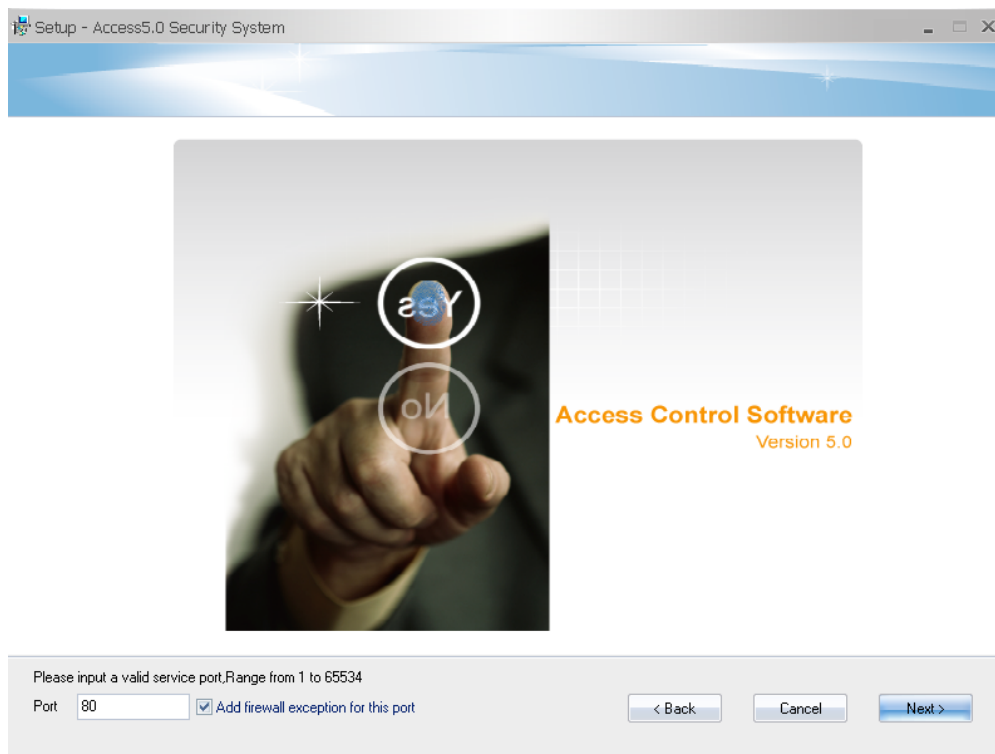 Setup - Access5.0 Security System
Yes
No
Access Control Software
Version 5.0
Please input a valid service port,Range from 1 to 65534
Port 80 Add firewall exception for this port < Back Cancel Next >